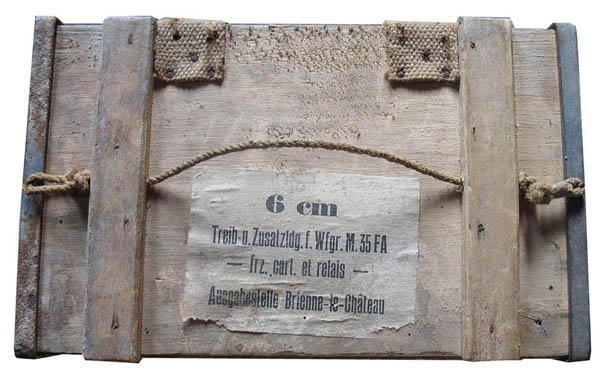 6 cm
Treib-u. Zusatzldg. f. Wfgr. M. 35 FA
— frz. cart. et relais —
Ausgabestelle Brienne-le-Château